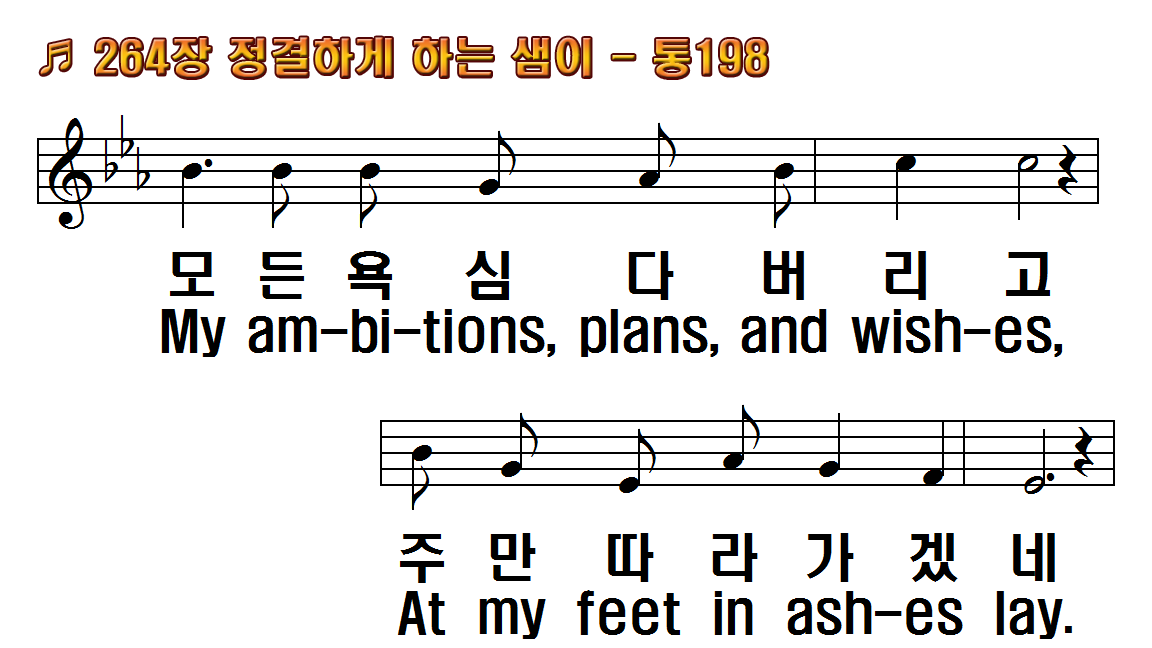 ♬ 264장 정결하게 하는 샘이 - 통198
모 든 욕 심 다 버 리 고
My am-bi-tions, plans, and wish-es,
주 만 따 라 가 겠 네
At my feet in ash-es lay.